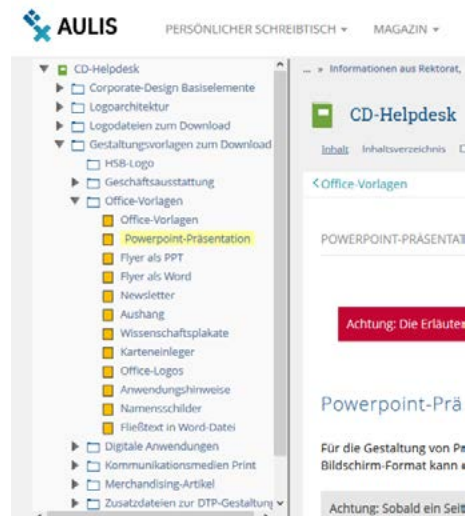 AULIS
PERSÖNLICHER SCHREIBTISCH
MAGAZIN
CD-Helpdesk
Corporate-Design Basiselemente
Logoarchitektur
Logodateien zum Download
Gestaltungsvorlagen zum Download
HSB-Logo
Geschäftsausstattung
Office-Vorlagen
Office-Vorlagen
Powerpoint-Präsentation
Flyer als PPT
Flyer als Word
Newsletter
Aushang
Wissenschaftsplakate
Karteneinleger
Office-Logos
Anwendungshinweise
Namensschilder
Fließtext in Word-Datei
Digitale Anwendungen
Kommunikationsmedien Print
Merchandising-Artikel
Zusatzdateien zur DTP-Gestaltung
... » Informationen aus Rektorat,
CD-Helpdesk
Inhalt Inhaltsverzeichnis
Office-Vorlagen
POWERPOINT-PRÄSENTAT
Achtung: Die Erläuter
Powerpoint-Prä
Für die Gestaltung von P
Bildschirm-Format kann
Achtung: Sobald ein Seit